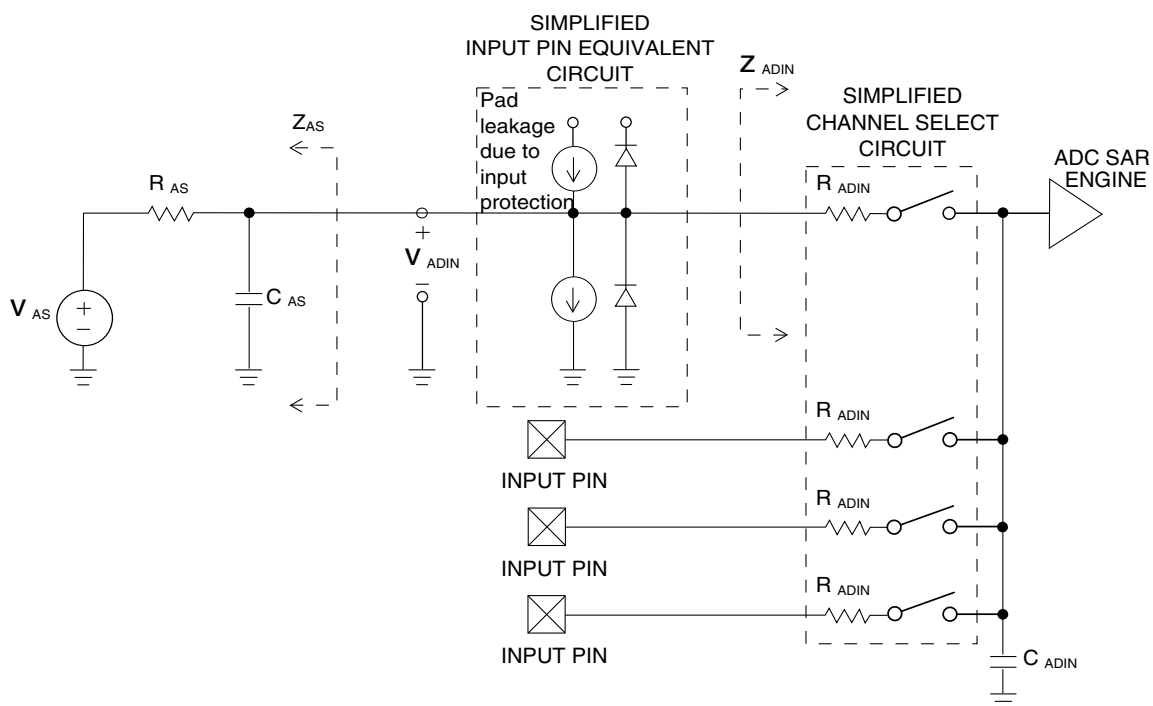 SIMPLIFIED
INPUT PIN EQUIVALENT
CIRCUIT
Pad
leakage
due to
input
protection
Z ADIN
SIMPLIFIED
CHANNEL SELECT
CIRCUIT
ADC SAR
ENGINE
ZAS
R AS
R ADIN
+
V ADIN
−
C AS
V AS
+
−
R ADIN
INPUT PIN
R ADIN
INPUT PIN
R ADIN
INPUT PIN
C ADIN